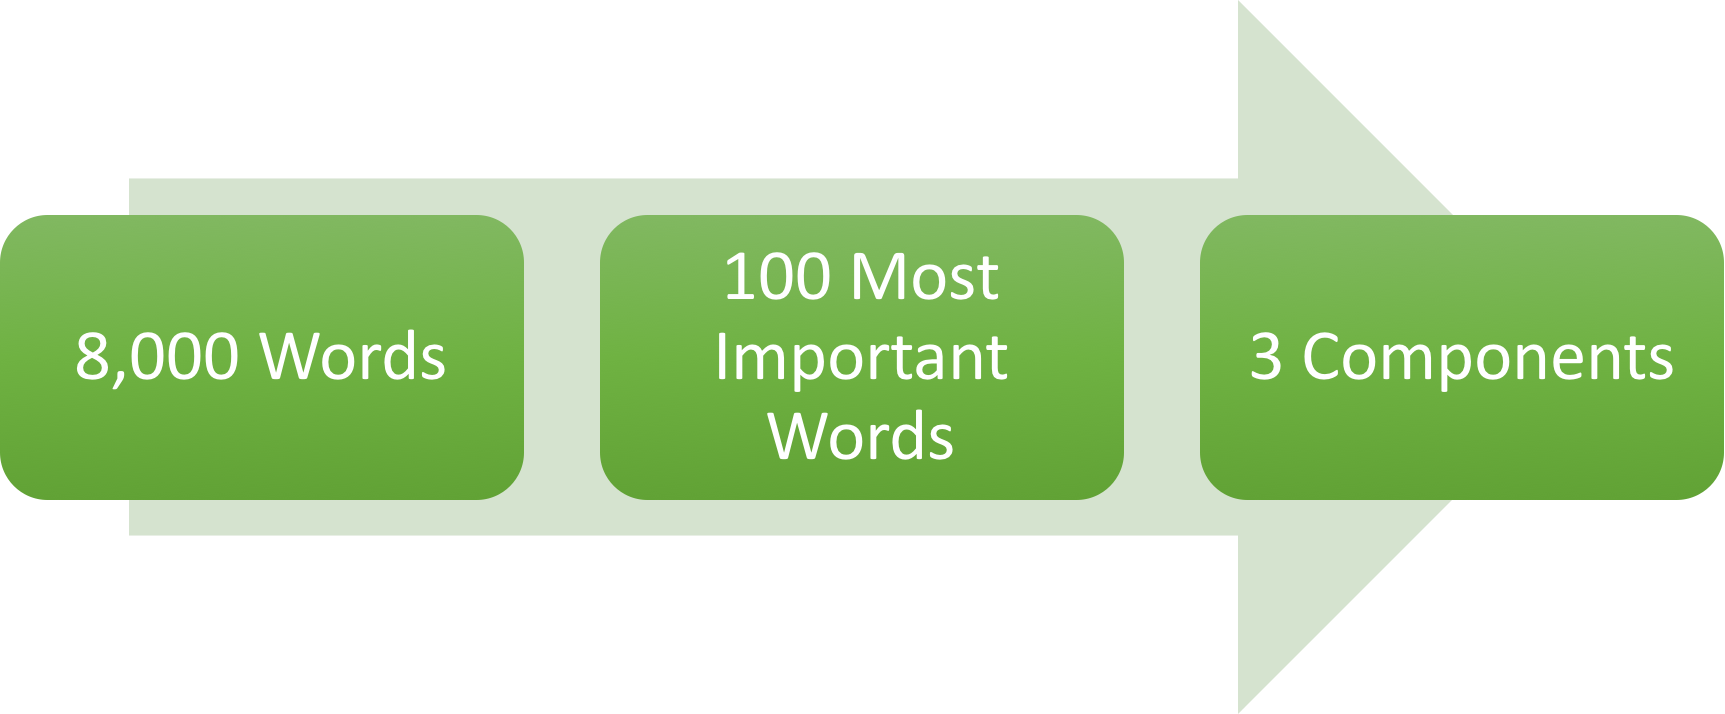 8,000 Words
100 Most
Important
Words
3 Components